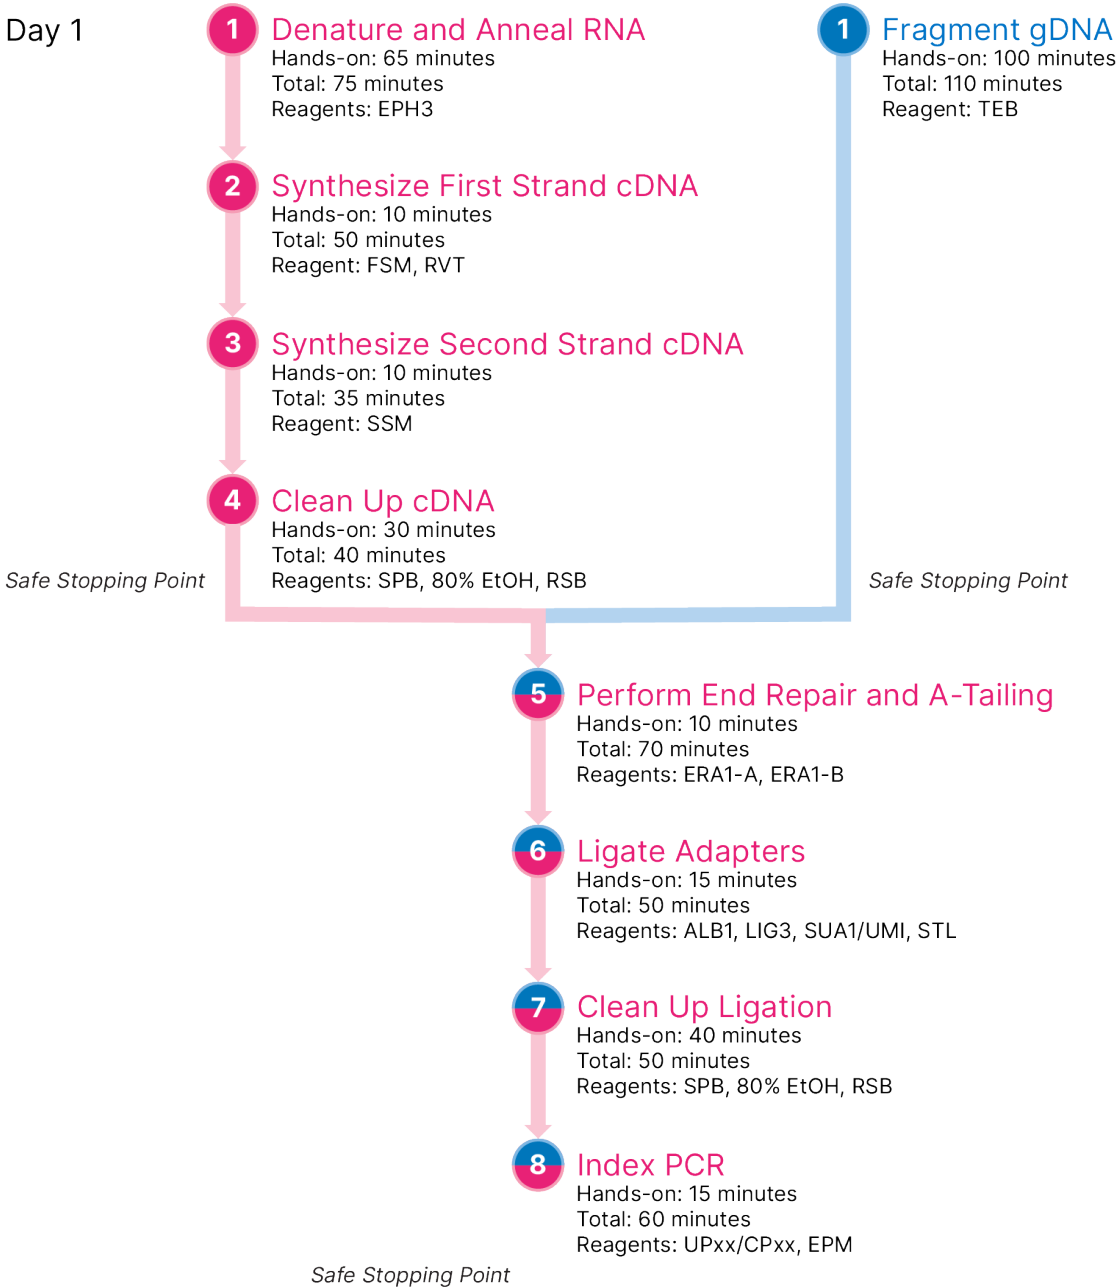 Day 1
1
Denature and Anneal RNA
Hands-on: 65 minutes
Total: 75 minutes
Reagents: EPH3
1
Fragment gDNA
Hands-on: 100 minutes
Total: 110 minutes
Reagent: TEB
2
Synthesize First Strand cDNA
Hands-on: 10 minutes
Total: 50 minutes
Reagent: FSM, RVT
3
Synthesize Second Strand cDNA
Hands-on: 10 minutes
Total: 35 minutes
Reagent: SSM
4
Clean Up cDNA
Hands-on: 30 minutes
Total: 40 minutes
Reagents: SPB, 80% EtOH, RSB
Safe Stopping Point
Safe Stopping Point
5
Perform End Repair and A-Tailing
Hands-on: 10 minutes
Total: 70 minutes
Reagents: ERA1-A, ERA1-B
6
Ligate Adapters
Hands-on: 15 minutes
Total: 50 minutes
Reagents: ALB1, LIG3, SUA1/UMI, STL
7
Clean Up Ligation
Hands-on: 40 minutes
Total: 50 minutes
Reagents: SPB, 80% EtOH, RSB
8
Index PCR
Hands-on: 15 minutes
Total: 60 minutes
Reagents: UPxx/CPxx, EPM
Safe Stopping Point